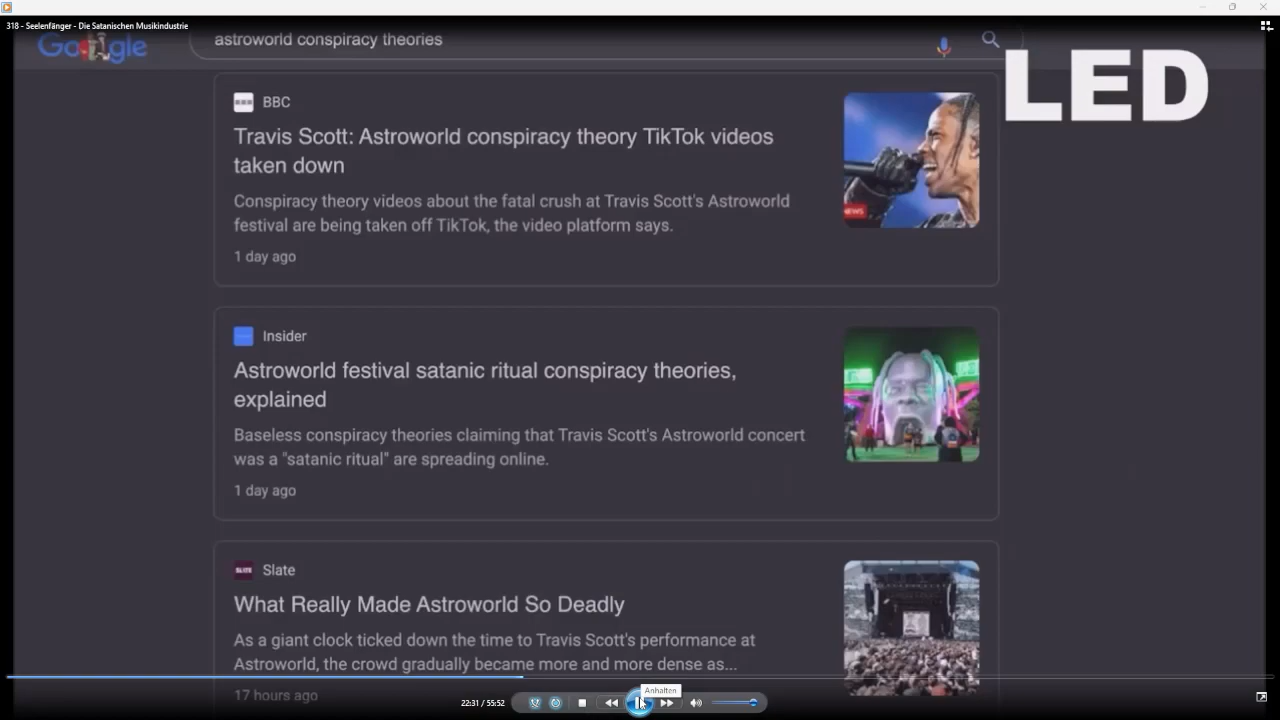 318 - Seelenfänger - Die Satanischen Musikindustrie
Google
astroworld conspiracy theories
LED
BBC
Travis Scott: Astroworld conspiracy theory TikTok videos
taken down
Conspiracy theory videos about the fatal crush at Travis Scott's Astroworld
festival are being taken off TikTok, the video platform says.
1 day ago
NEWS
Insider
Astroworld festival satanic ritual conspiracy theories,
explained
Baseless conspiracy theories claiming that Travis Scott's Astroworld concert
was a "satanic ritual" are spreading online.
1 day ago
SLATE
Slate
What Really Made Astroworld So Deadly
As a giant clock ticked down the time to Travis Scott's performance at
Astroworld, the crowd gradually became more and more dense as...
17 hours ago
Anhalten
22:31 / 55:52